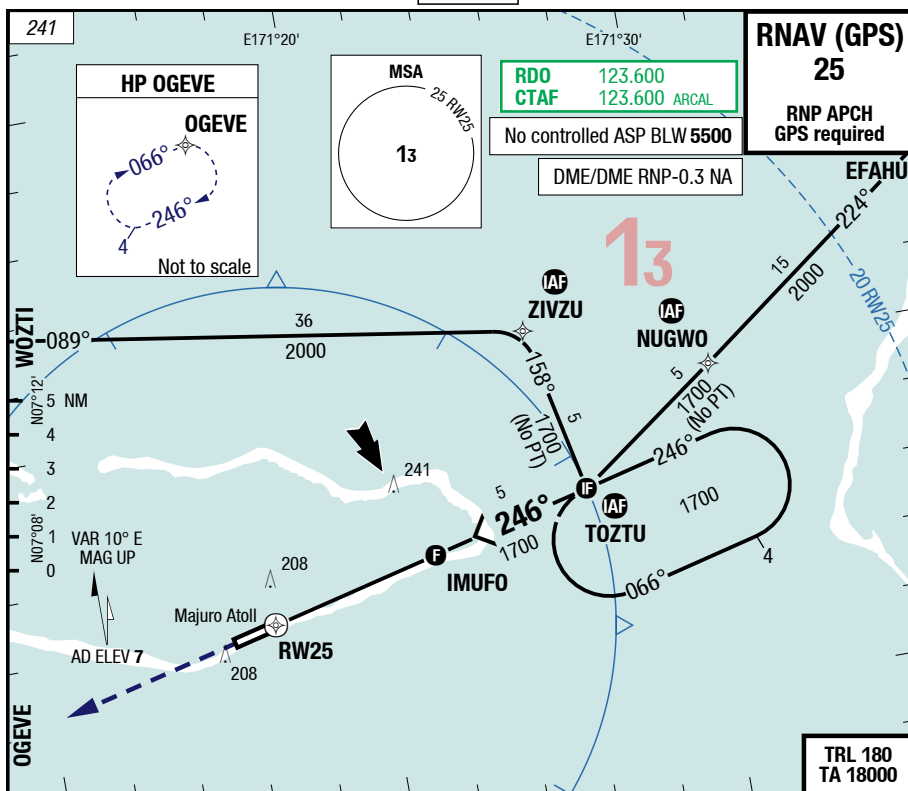 241
E171°20'
E171°30'
RNAV (GPS)
25
RNP APCH
GPS required
HP OGEVE
OGEVE
066°
246°
4
Not to scale
MSA
25 RW25
13
RDO 123.600
CTAF 123.600 ARCAL
No controlled ASP BLW 5500
DME/DME RNP-0.3 NA
EFAHU
224°
13
15
2000
20 RW25
IAF
ZIVZU
IAF
NUGWO
WOZTI
089°
36
2000
158°
5
1700
(No PT)
5
1700
(No PT)
N07°12'
5 NM
4
3
2
1
0
N07°08'
241
5
246°
1700
IF
IAF
TOZTU
246°
1700
066°
4
VAR 10° E
MAG UP
AD ELEV 7
208
F
IMUFO
Majuro Atoll
RW25
208
OGEVE
TRL 180
TA 18000